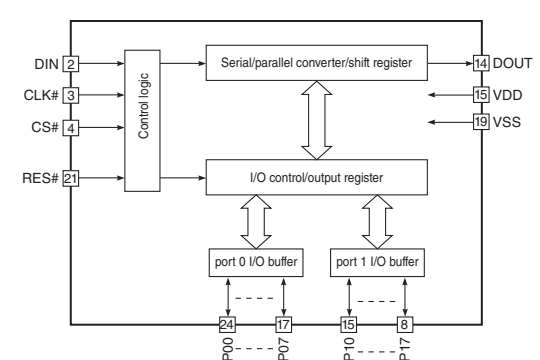 DIN 2
CLK# 3
CS# 4
RES# 21
Control logic
Serial/parallel converter/shift register
14 DOUT
15 VDD
19 VSS
I/O control/output register
port 0 I/O buffer
port 1 I/O buffer
24 17 15 8
P00 P07 P10 P17